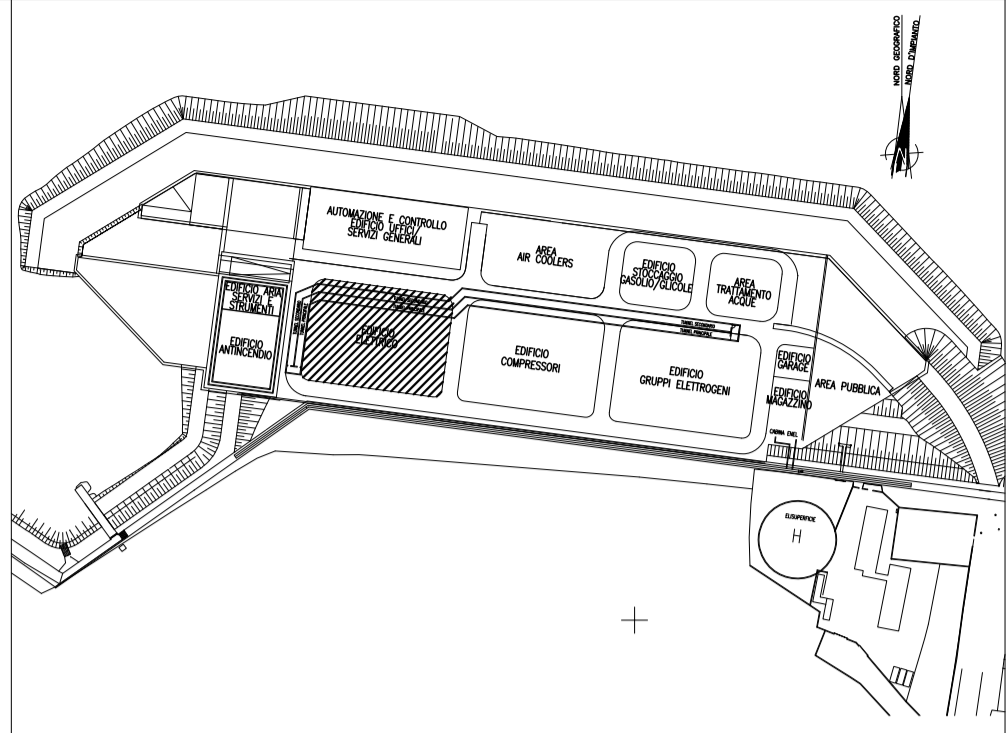 NORD GEOGRAFICO
NORD D'IMPIANTO
N
AUTOMAZIONE E CONTROLLO
EDIFICIO UFFICI/
SERVIZI GENERALI
AREA
AIR COOLERS
EDIFICIO
STOCCAGGIO
GASOLIO/GLICOLE
AREA
TRATTAMENTO
ACQUE
EDIFICIO ARIA
SERVIZI E
STRUMENTI
EDIFICIO
ANTINCENDIO
EDIFICIO
ELETTRICO
TUNNEL SECONDARIO
TUNNEL PRINCIPALE
EDIFICIO
COMPRESSORI
EDIFICIO
GRUPPI ELETTROGENI
EDIFICIO
GARAGE
EDIFICIO
MAGAZZINO
AREA PUBBLICA
CABINA ENEL
ELISUPERFICIE
H